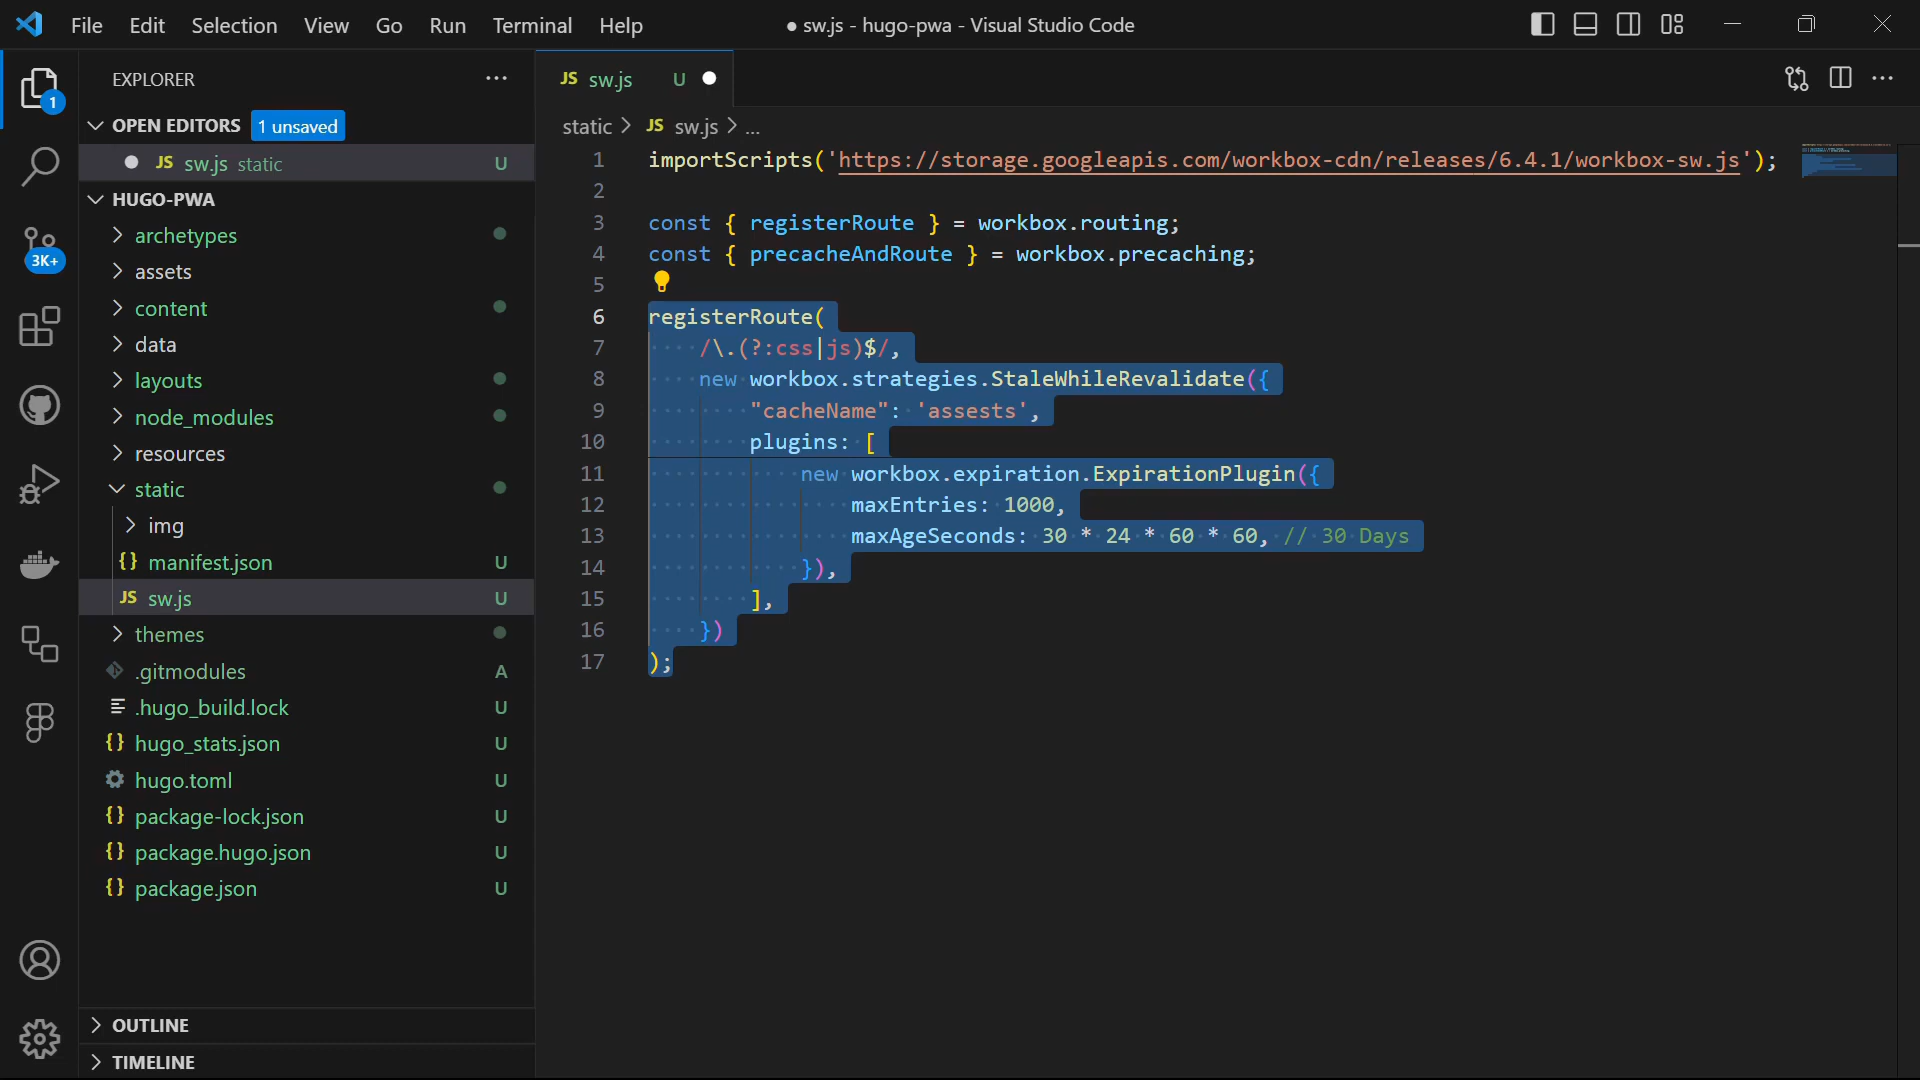 File Edit Selection View Go Run Terminal Help
● sw.js - hugo-pwa - Visual Studio Code
EXPLORER
1
OPEN EDITORS 1 unsaved
JS sw.js static U
HUGO-PWA
archetypes
3K+
assets
content
data
layouts
node_modules
resources
static
img
{} manifest.json U
JS sw.js U
themes
.gitmodules A
.hugo_build.lock U
{} hugo_stats.json U
hugo.toml U
{} package-lock.json U
{} package.hugo.json U
{} package.json U
OUTLINE
TIMELINE
JS sw.js U
static > JS sw.js > ...
1 importScripts('https://storage.googleapis.com/workbox-cdn/releases/6.4.1/workbox-sw.js');
2
3 const { registerRoute } = workbox.routing;
4 const { precacheAndRoute } = workbox.precaching;
5
6 registerRoute(
7 /\.(?:css|js)$/,
8 new workbox.strategies.StaleWhileRevalidate({
9 "cacheName": 'assests',
10 plugins: [
11 new workbox.expiration.ExpirationPlugin({
12 maxEntries: 1000,
13 maxAgeSeconds: 30 * 24 * 60 * 60, // 30 Days
14 }),
15 ],
16 })
17 );